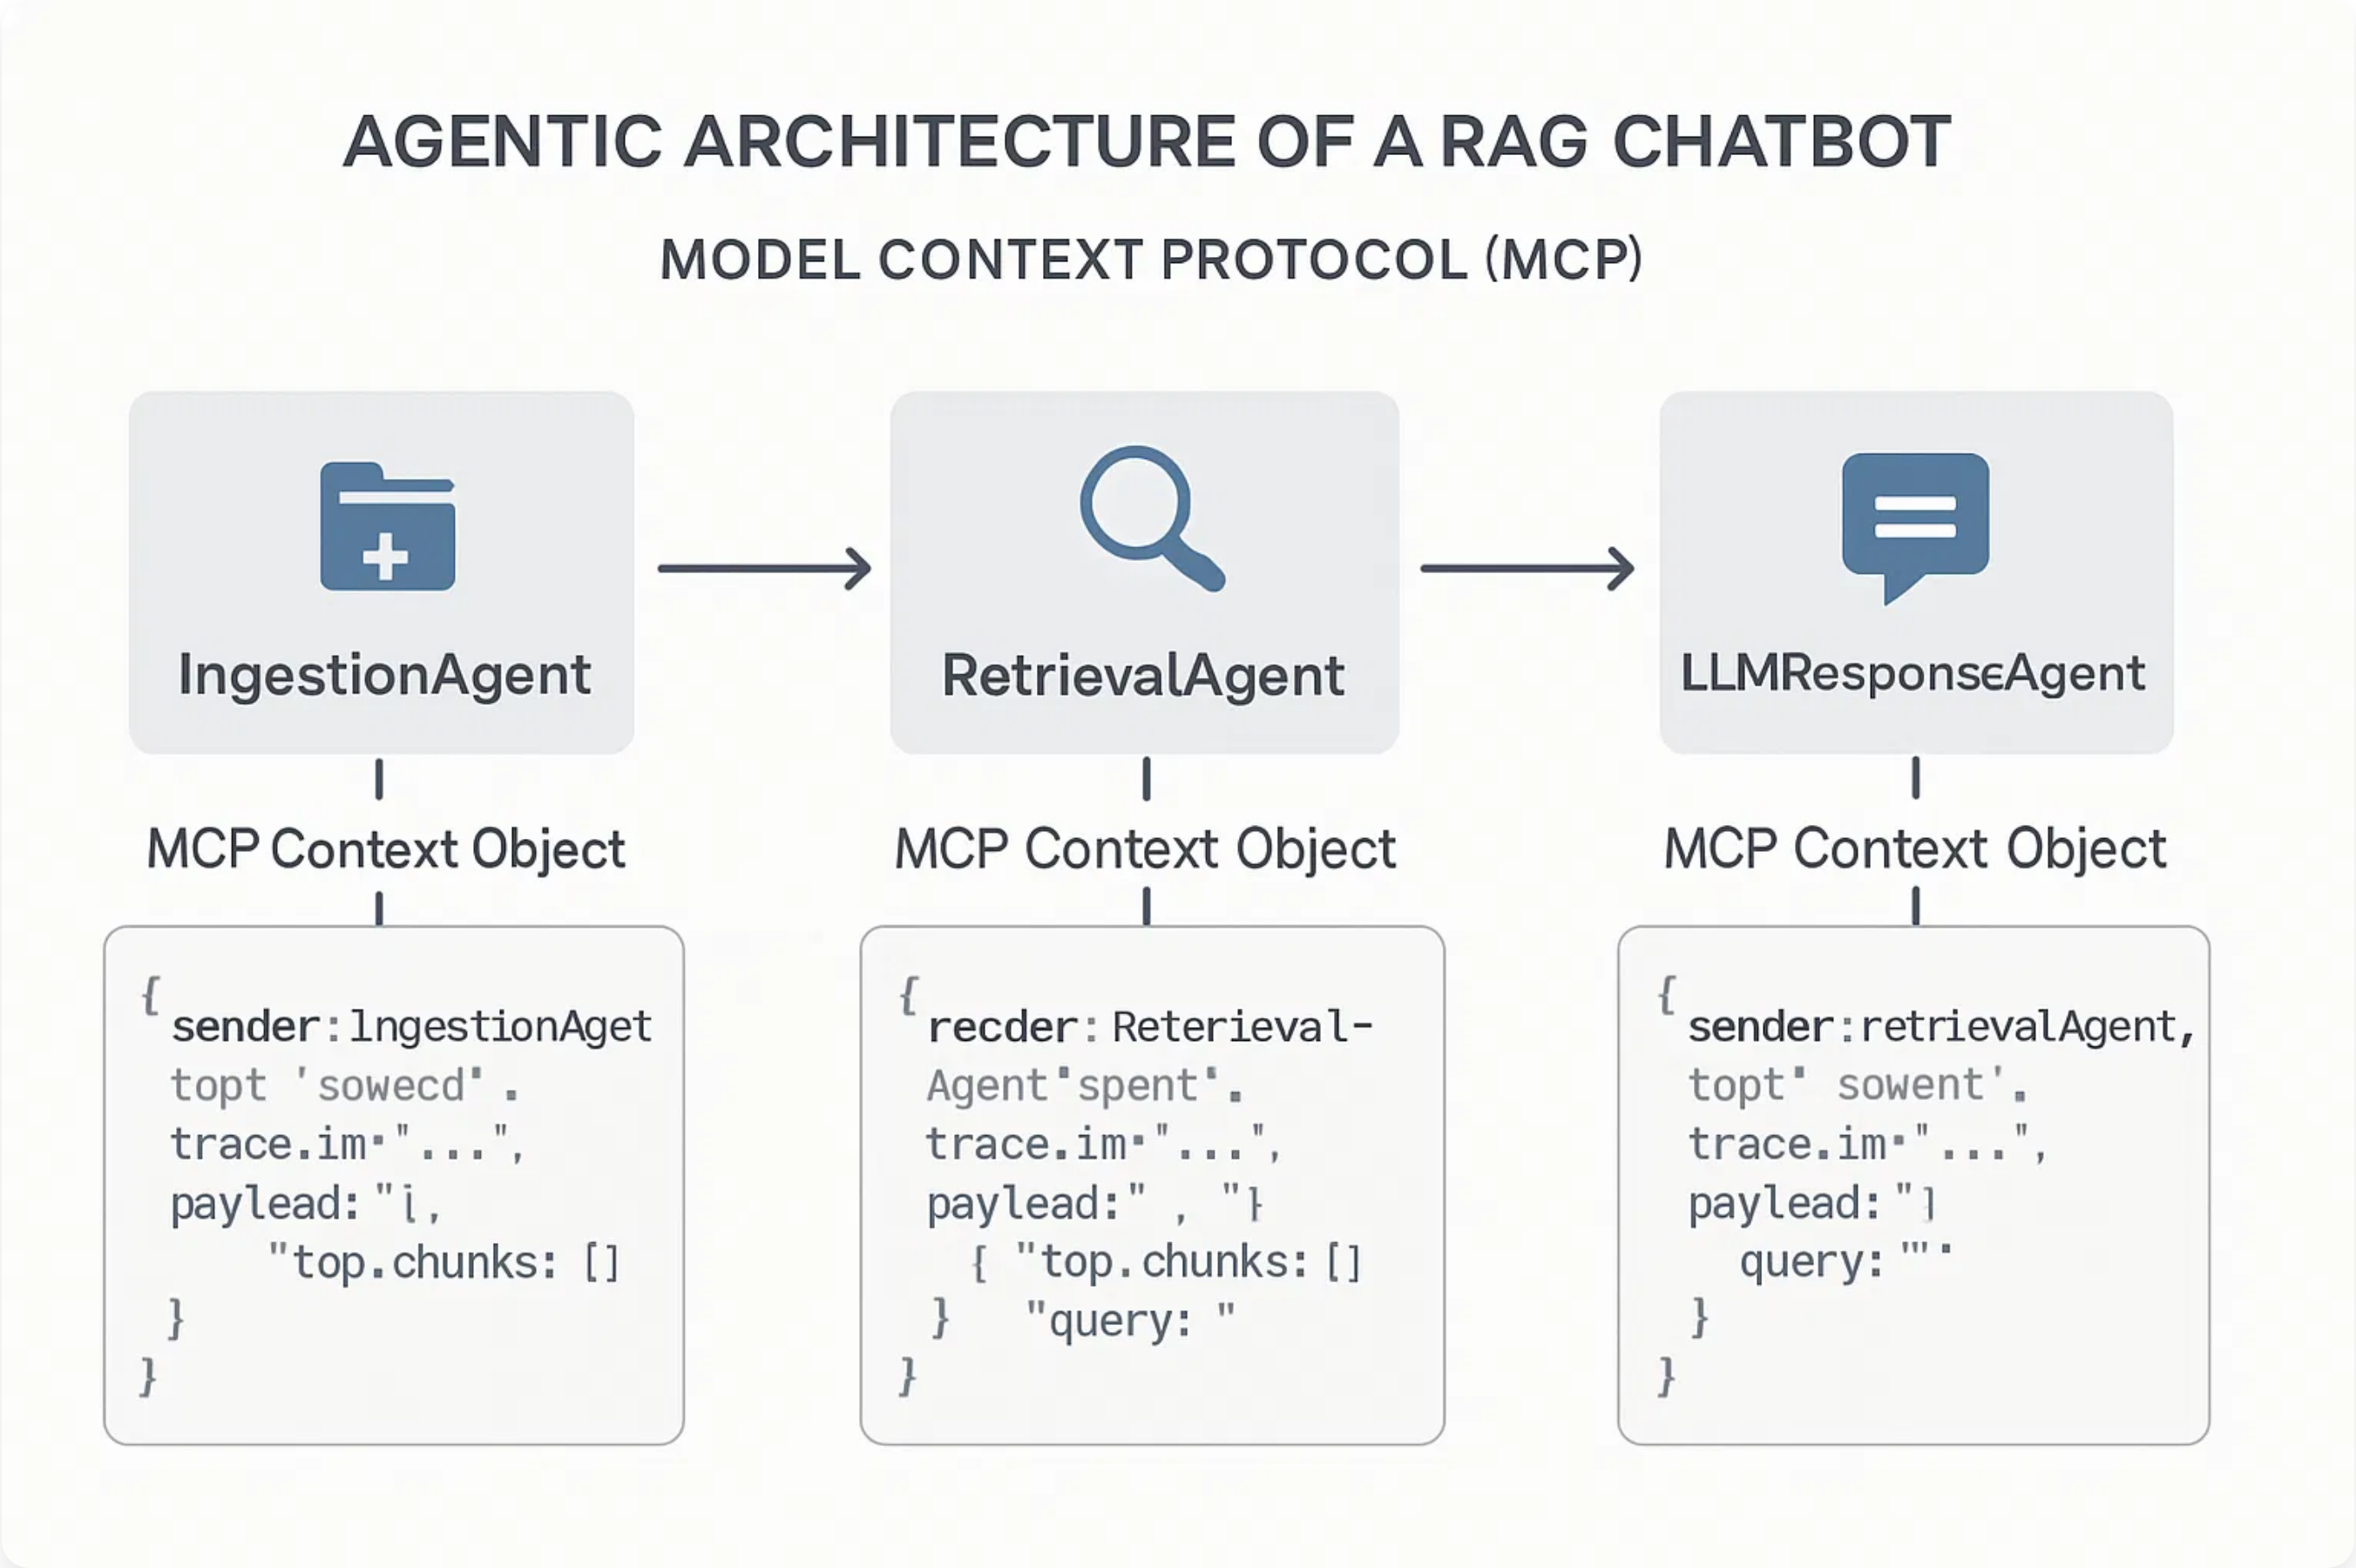 AGENTIC ARCHITECTURE OF A RAG CHATBOT
MODEL CONTEXT PROTOCOL (MCP)
IngestionAgent
RetrievalAgent
LLMResponseAgent
MCP Context Object
MCP Context Object
MCP Context Object
{
sender:lngestionAget
topt 'sowecd'.
trace.im·"...",
paylead:"[,
"top.chunks: []
}
}
{
recder: Reterieval-
Agent"spent'.
trace.im·"...",
paylead:" , "}
{ "top.chunks:[]
} "query: "
}
{
sender:retrievalAgent,
topt" sowent'.
trace.im·"...",
paylead:"]
query:"'·
}
}